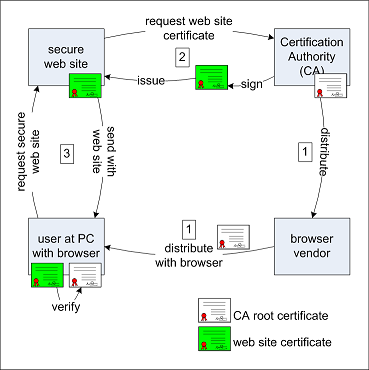 request web site
certificate
secure
web site
2
issue
sign
Certification
Authority
(CA)
request secure
web site
3
send with
web site
1
distribute
user at PC
with browser
1
distribute
with browser
browser
vendor
verify
CA root certificate
web site certificate